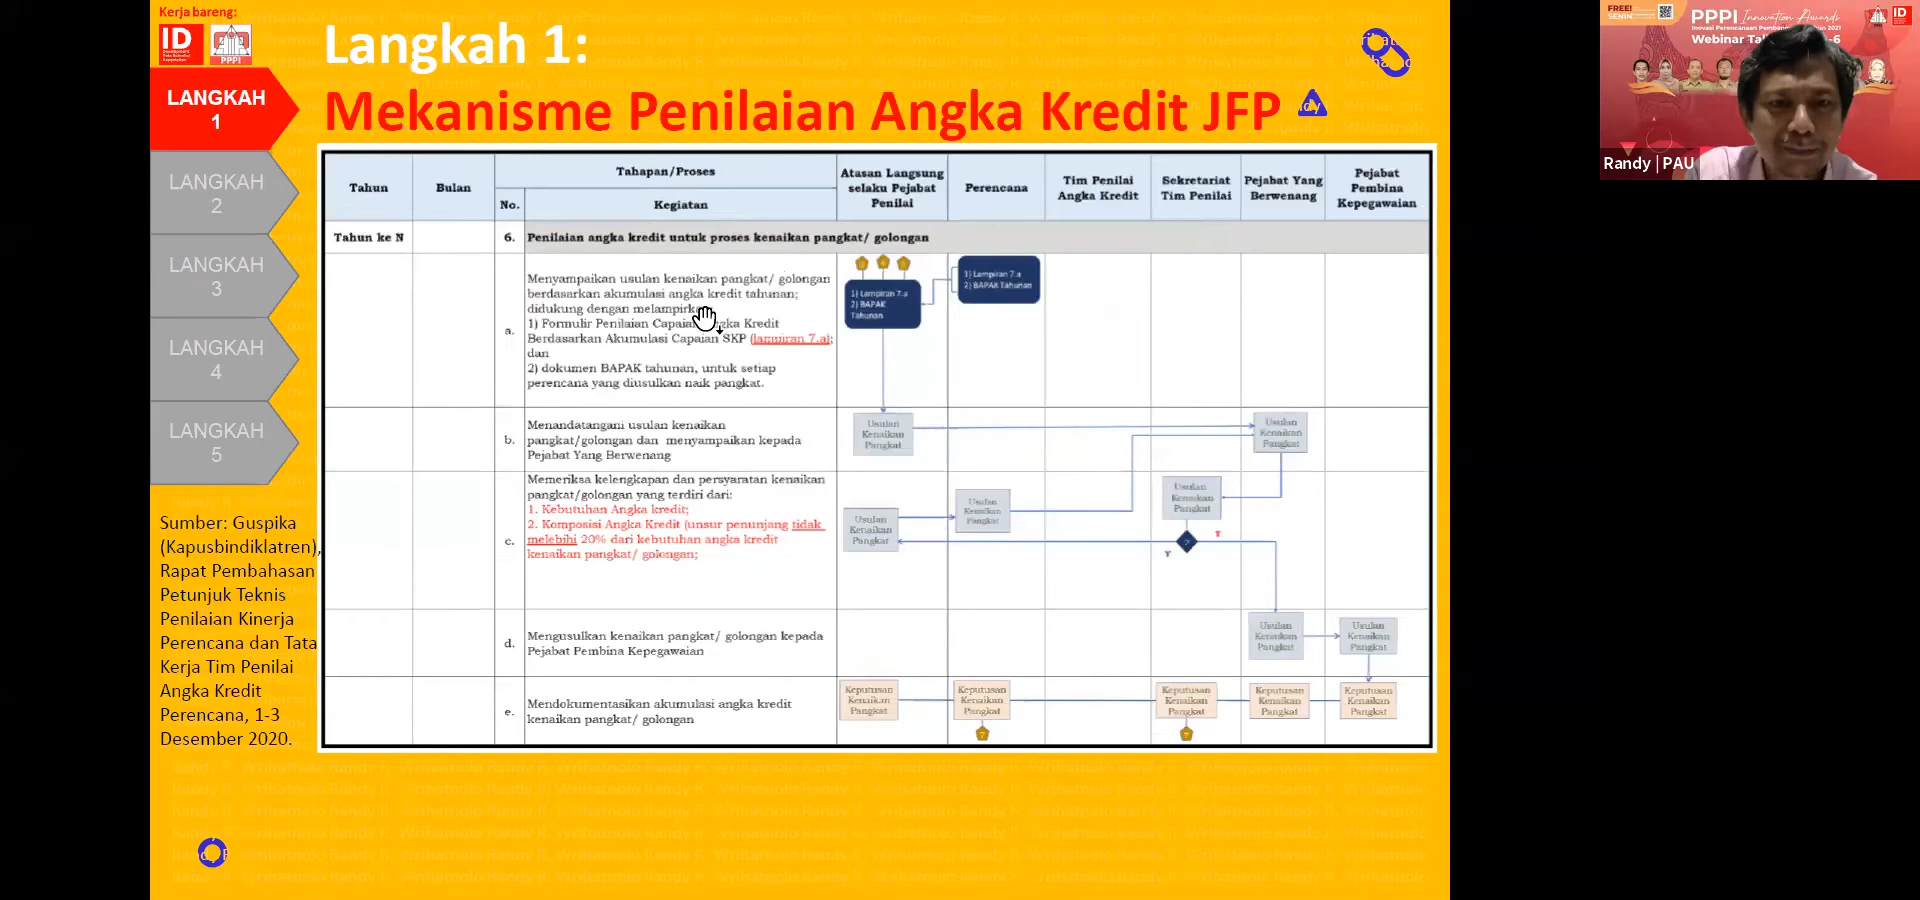 Kerja bareng:
ID
PPPI
Langkah 1:
Mekanisme Penilaian Angka Kredit JFP
LANGKAH
1
LANGKAH
2
LANGKAH
3
LANGKAH
4
LANGKAH
5
Sumber: Guspika
(Kapusbindiklatren),
Rapat Pembahasan
Petunjuk Teknis
Penilaian Kinerja
Perencana dan Tata
Kerja Tim Penilai
Angka Kredit
Perencana, 1-3
Desember 2020.
Tahun
Bulan
Tahapan/Proses
No.
Kegiatan
Atasan Langsung
selaku Pejabat
Penilai
Perencana
Tim Penilai
Angka Kredit
Sekretariat
Tim Penilai
Pejabat Yang
Berwenang
Pejabat
Pembina
Kepegawaian
Tahun ke N
6.
Penilaian angka kredit untuk proses kenaikan pangkat/ golongan
a.
Menyampaikan usulan kenaikan pangkat/ golongan
berdasarkan akumulasi angka kredit tahunan;
didukung dengan
1) Formulir Penilaian Kredit
Berdasarkan Akumulasi Capaian SKP (lampiran 7.a);
dan
2) dokumen BAPAK tahunan, untuk setiap
perencana yang diusulkan naik pangkat.
1) Lampiran 7.a
2) BAPAK
Tahunan
1) Lampiran 7.a
2) BAPAK Tahunan
b.
Menandatangani usulan kenaikan
pangkat/golongan dan menyampaikan kepada
Pejabat Yang Berwenang
Usulan
Kenaikan
Pangkat
Usulan
Kenaikan
Pangkat
c.
Memeriksa kelengkapan dan persyaratan kenaikan
pangkat/golongan yang terdiri dari:
1. Kebutuhan Angka kredit;
2. Komposisi Angka Kredit (unsur penunjang tidak
melebihi 20% dari kebutuhan angka kredit
kenaikan pangkat/ golongan;
Usulan
Kenaikan
Pangkat
Usulan
Kenaikan
Pangkat
Usulan
Kenaikan
Pangkat
d.
Mengusulkan kenaikan pangkat/ golongan kepada
Pejabat Pembina Kepegawaian
Usulan
Kenaikan
Pangkat
Usulan
Kenaikan
Pangkat
e.
Mendokumentasikan akumulasi angka kredit
kenaikan pangkat/ golongan
Keputusan
Kenaikan
Pangkat
Keputusan
Kenaikan
Pangkat
Keputusan
Kenaikan
Pangkat
Keputusan
Kenaikan
Pangkat
Keputusan
Kenaikan
Pangkat
FREE!
SENIN
PPPI Innovation Awards
ID
Webinar
Randy | PAU